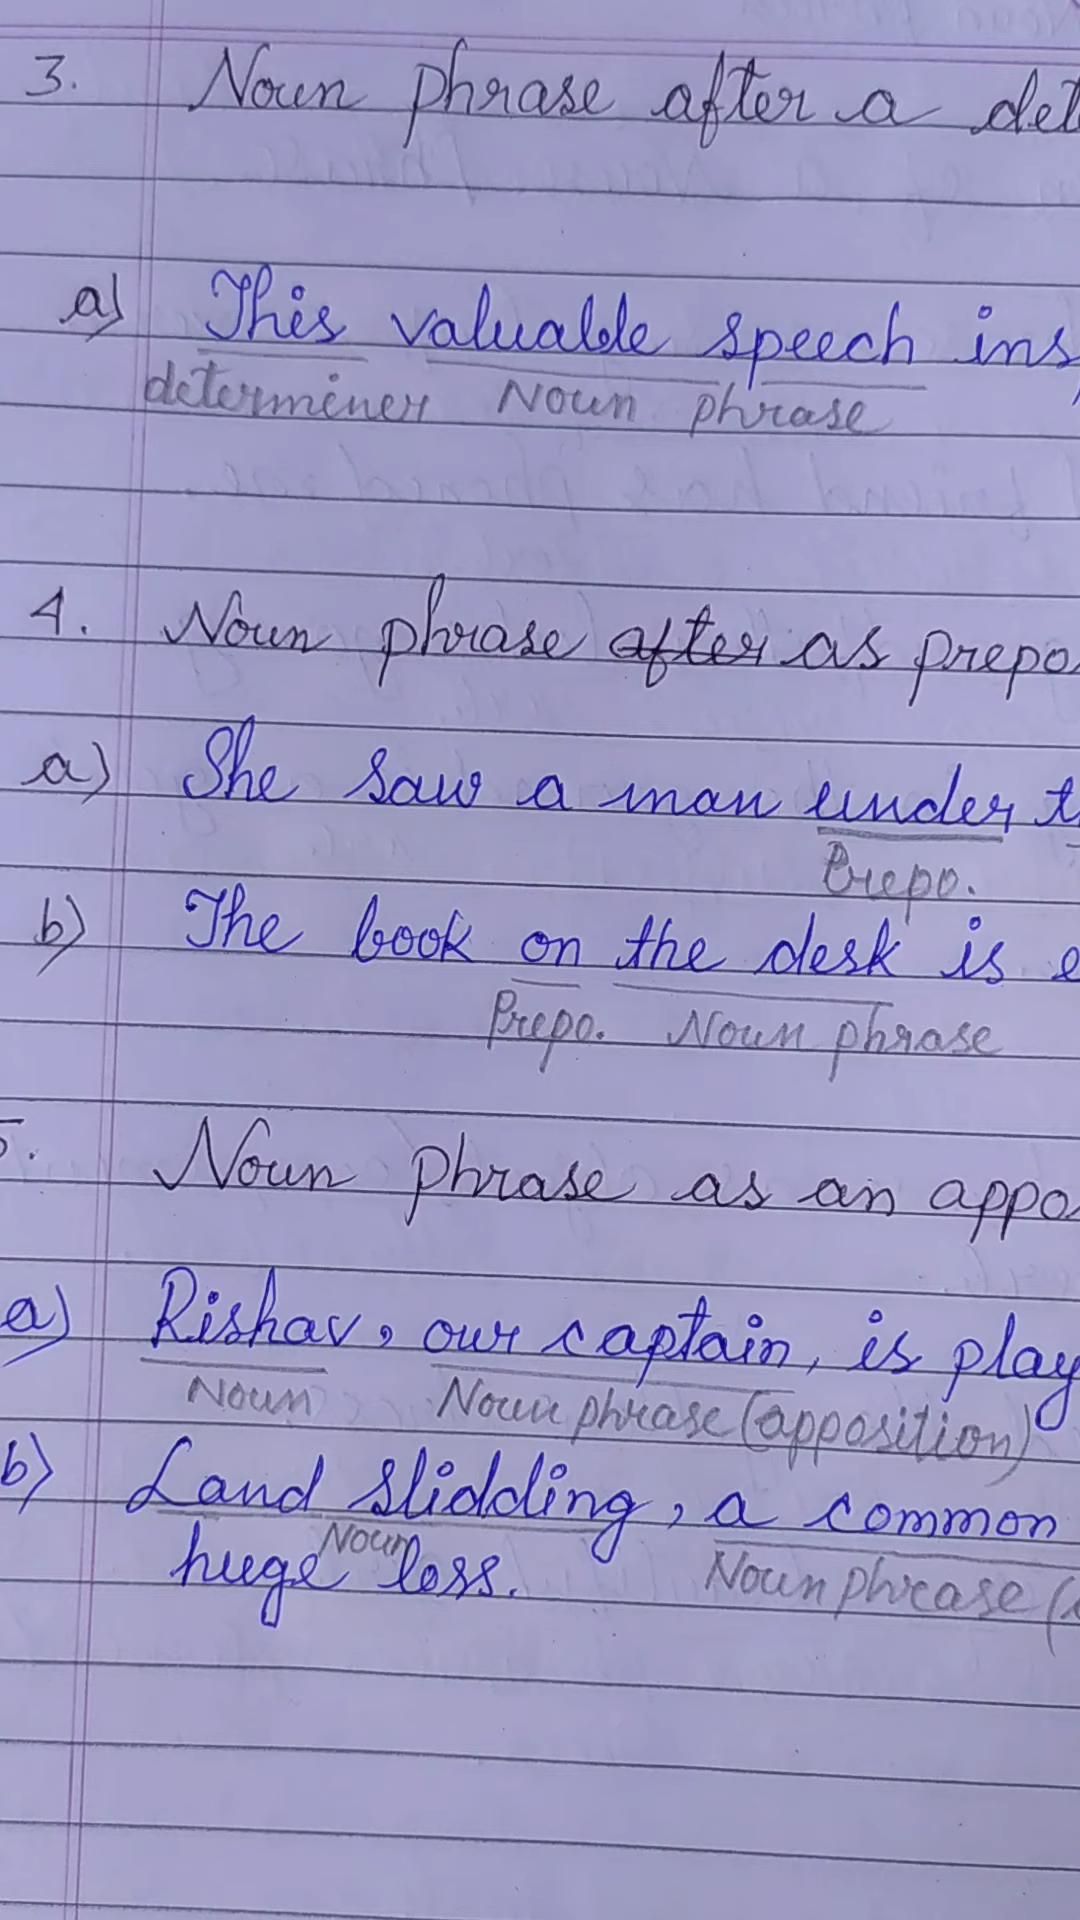 3. Noun phrase after a det
a) This valuable speech ins
determiner Noun phrase
4. Noun phrase after as prepo
a) She saw a man under t
Prepo.
b) The book on the desk is e
Prepo. Noun phrase
5. Noun phrase as an appo
a) Rishav, our captain, is play
Noun Noun phrase (apposition)
b) Land slidding, a common
Noun Noun phrase (
huge loss.